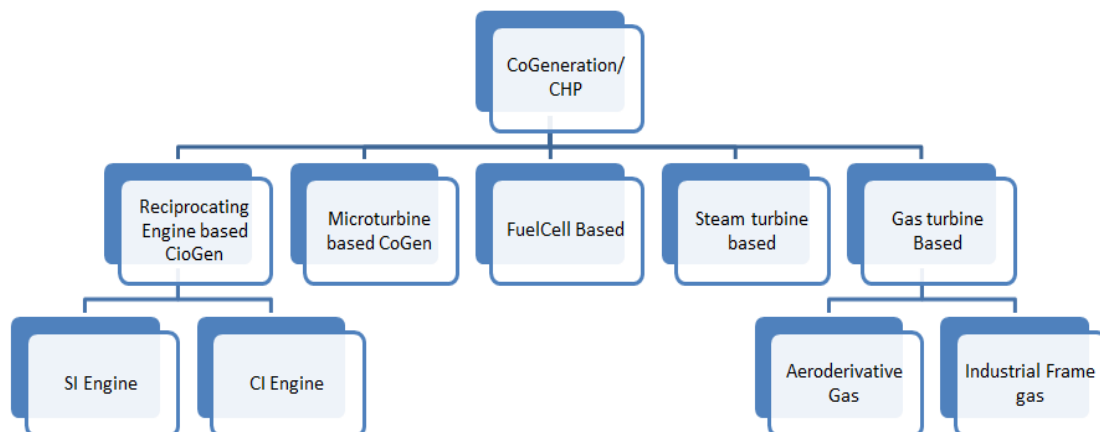 CoGeneration/
CHP
Reciprocating
Engine based
CioGen
Microturbine
based CoGen
FuelCell Based
Steam turbine
based
Gas turbine
Based
SI Engine
CI Engine
Aeroderivative
Gas
Industrial Frame
gas